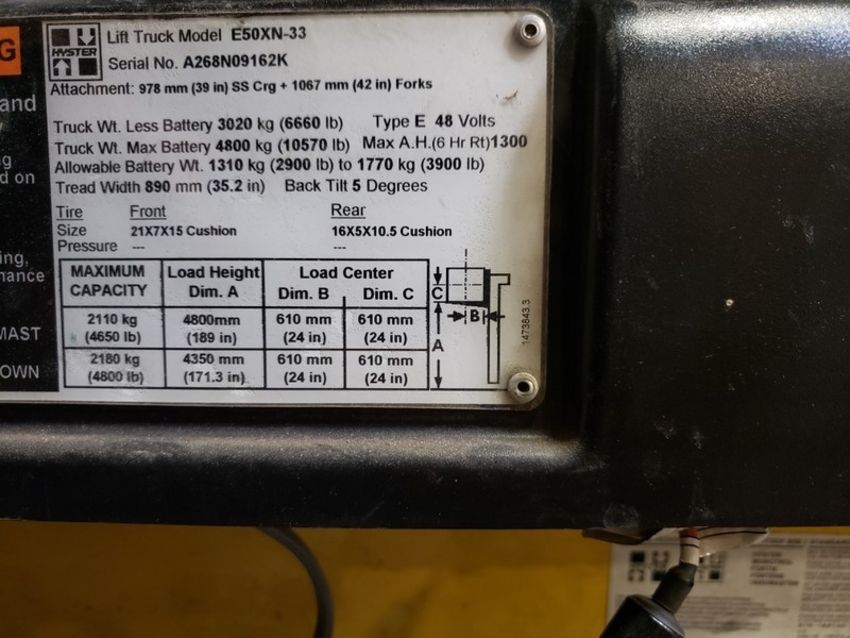 G
and
g
d on
ing,
nance
MAST
OWN
HYSTER
Lift Truck Model E50XN-33
Serial No. A268N09162K
Attachment: 978 mm (39 in) SS Crg + 1067 mm (42 in) Forks
Truck Wt. Less Battery 3020 kg (6660 lb) Type E 48 Volts
Truck Wt. Max Battery 4800 kg (10570 lb) Max A.H.(6 Hr Rt)1300
Allowable Battery Wt. 1310 kg (2900 lb) to 1770 kg (3900 lb)
Tread Width 890 mm (35.2 in) Back Tilt 5 Degrees
Tire Front Rear
Size 21X7X15 Cushion 16X5X10.5 Cushion
Pressure --- ---
MAXIMUM CAPACITY Load Height Dim. A Load Center Dim. B Dim. C
2110 kg 4800mm 610 mm 610 mm
(4650 lb) (189 in) (24 in) (24 in)
2180 kg 4350 mm 610 mm 610 mm
(4800 lb) (171.3 in) (24 in) (24 in)
C
B
A
1473843.3